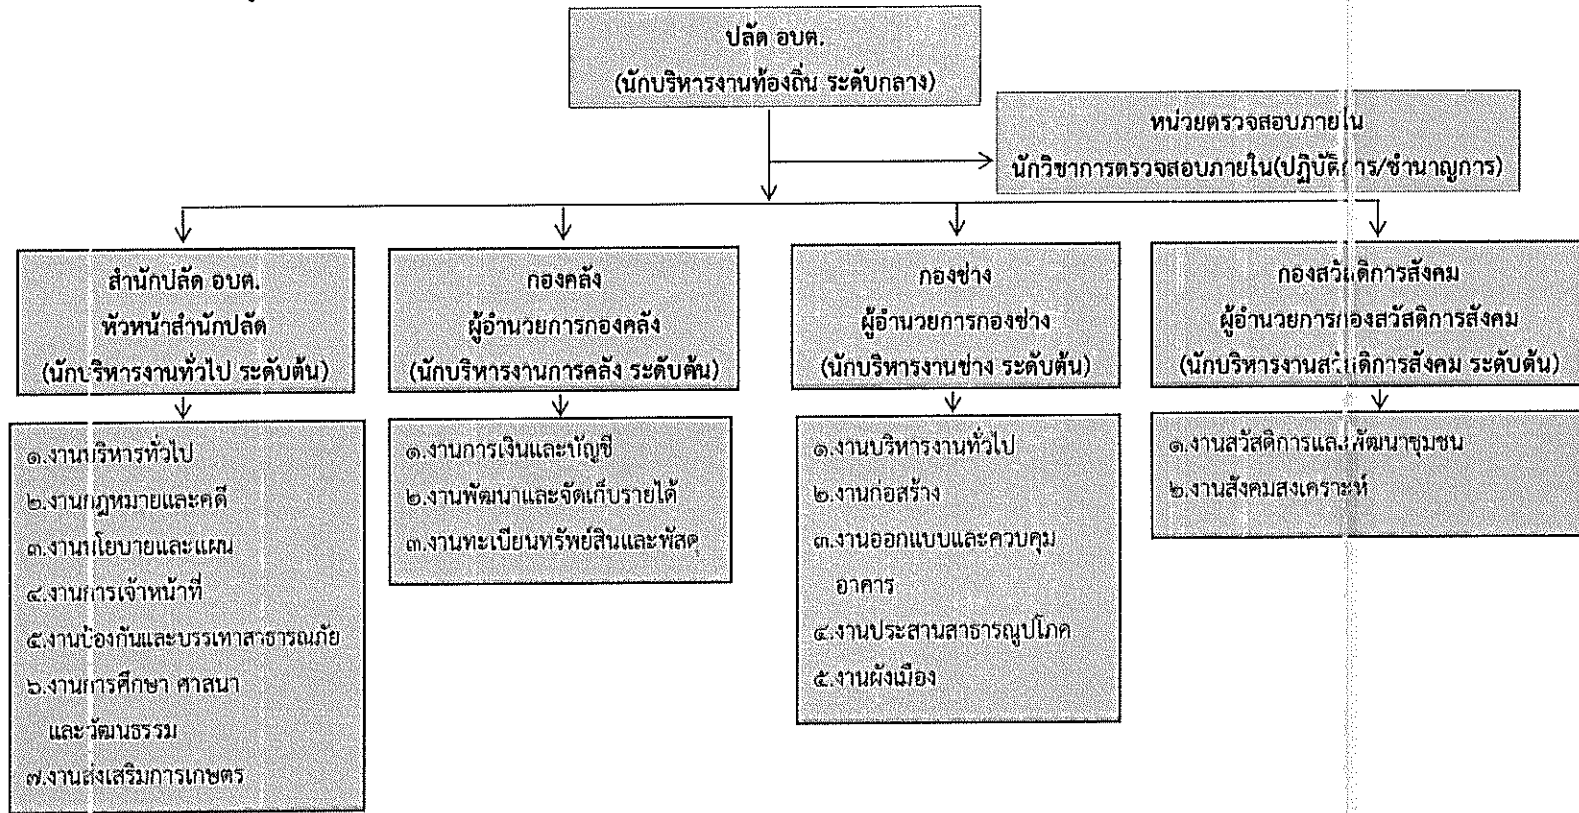 ปลัด อบต.
(นักบริหารงานท้องถิ่น ระดับกลาง)
หน่วยตรวจสอบภายใน
นักวิชาการตรวจสอบภายใน(ปฏิบัติการ/ชำนาญการ)
สำนักปลัด อบต.
หัวหน้าสำนักปลัด
(นักบริหารงานทั่วไป ระดับต้น)
กองคลัง
ผู้อำนวยการกองคลัง
(นักบริหารงานการคลัง ระดับต้น)
กองช่าง
ผู้อำนวยการกองช่าง
(นักบริหารงานช่าง ระดับต้น)
กองสวัสดิการสังคม
ผู้อำนวยการกองสวัสดิการสังคม
(นักบริหารงานสวัสดิการสังคม ระดับต้น)
๑.งานบริหารทั่วไป
๒.งานกฎหมายและคดี
๓.งานนโยบายและแผน
๔.งานการเจ้าหน้าที่
๕.งานป้องกันและบรรเทาสาธารณภัย
๖.งานการศึกษา ศาสนา
และวัฒนธรรม
๗.งานส่งเสริมการเกษตร
๑.งานการเงินและบัญชี
๒.งานพัฒนาและจัดเก็บรายได้
๓.งานทะเบียนทรัพย์สินและพัสดุ
๑.งานบริหารงานทั่วไป
๒.งานก่อสร้าง
๓.งานออกแบบและควบคุม
อาคาร
๔.งานประสานสาธารณูปโภค
๕.งานผังเมือง
๑.งานสวัสดิการและพัฒนาชุมชน
๒.งานสังคมสงเคราะห์